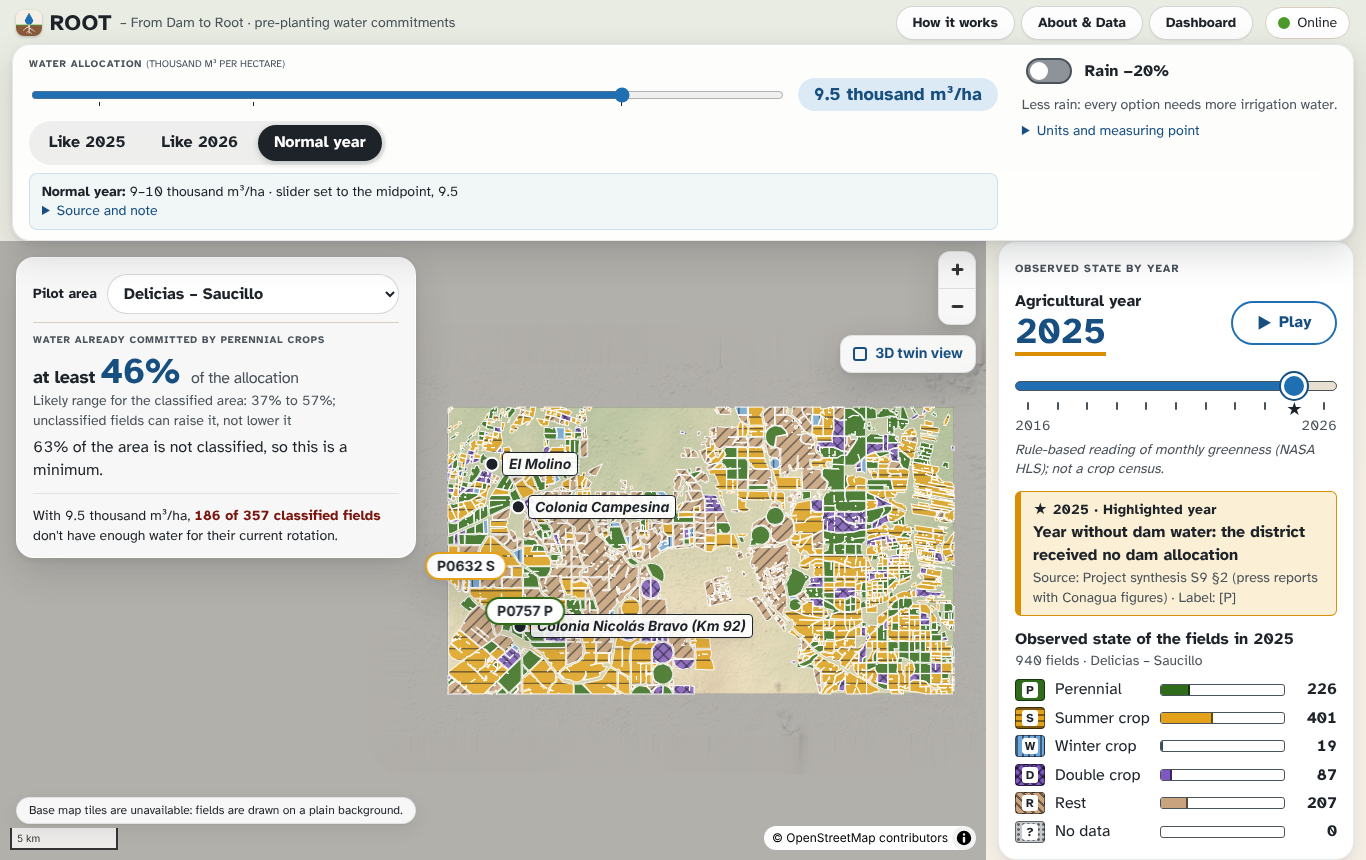 ROOT – From Dam to Root · pre-planting water commitments
How it works
About & Data
Dashboard
Online
WATER ALLOCATION (THOUSAND M³ PER HECTARE)
9.5 thousand m³/ha
Like 2025
Like 2026
Normal year
Normal year: 9–10 thousand m³/ha · slider set to the midpoint, 9.5
Source and note
Rain −20%
Less rain: every option needs more irrigation water.
Units and measuring point
Pilot area
Delicias – Saucillo
WATER ALREADY COMMITTED BY PERENNIAL CROPS
at least 46% of the allocation
Likely range for the classified area: 37% to 57%;
unclassified fields can raise it, not lower it
63% of the area is not classified, so this is a
minimum.
With 9.5 thousand m³/ha, 186 of 357 classified fields
don't have enough water for their current rotation.
+
−
3D twin view
El Molino
Colonia Campesina
P0632 S
P0757 P
Colonia Nicolás Bravo (Km 92)
Base map tiles are unavailable: fields are drawn on a plain background.
5 km
© OpenStreetMap contributors
OBSERVED STATE BY YEAR
Agricultural year
2025
Play
★
2016
2026
Rule-based reading of monthly greenness (NASA
HLS); not a crop census.
★ 2025 · Highlighted year
Year without dam water: the district
received no dam allocation
Source: Project synthesis S9 §2 (press reports
with Conagua figures) · Label: [P]
Observed state of the fields in 2025
940 fields · Delicias – Saucillo
P Perennial 226
S Summer crop 401
W Winter crop 19
D Double crop 87
R Rest 207
? No data 0